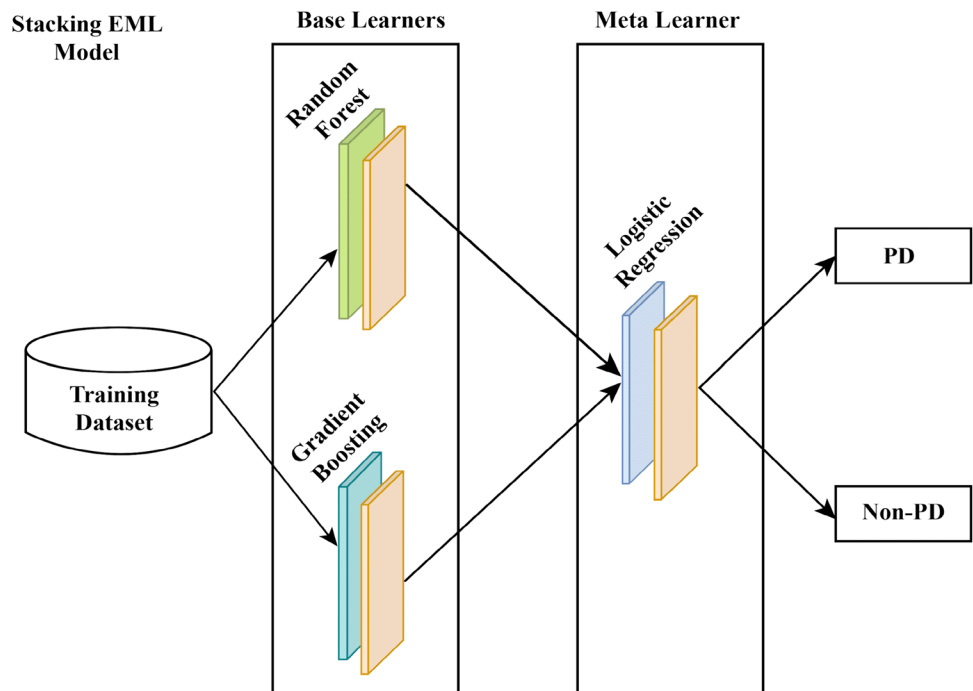 Stacking EML
Model
Base Learners
Meta Learner
Random
Forest
Logistic
Regression
PD
Training
Dataset
Gradient
Boosting
Non-PD